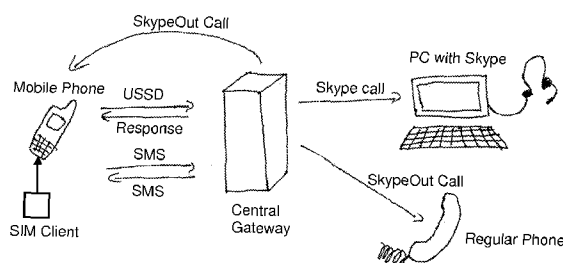 SkypeOut Call
Mobile Phone
USSD
Response
SMS
SMS
SIM Client
Central
Gateway
Skype call
PC with Skype
SkypeOut Call
Regular Phone